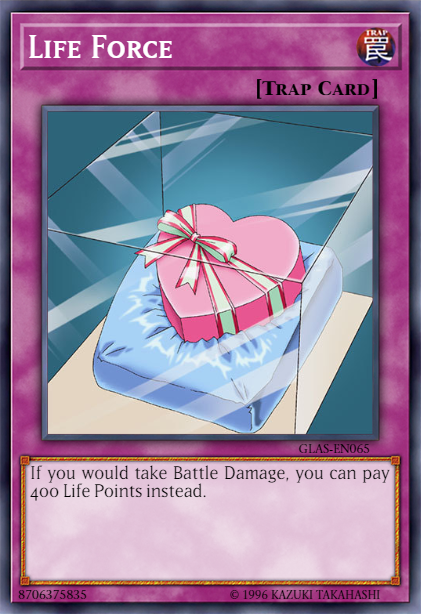 Life Force
TRAP
罠
[Trap Card]
GLAS-EN065
If you would take Battle Damage, you can pay
400 Life Points instead.
8706375835
© 1996 KAZUKI TAKAHASHI